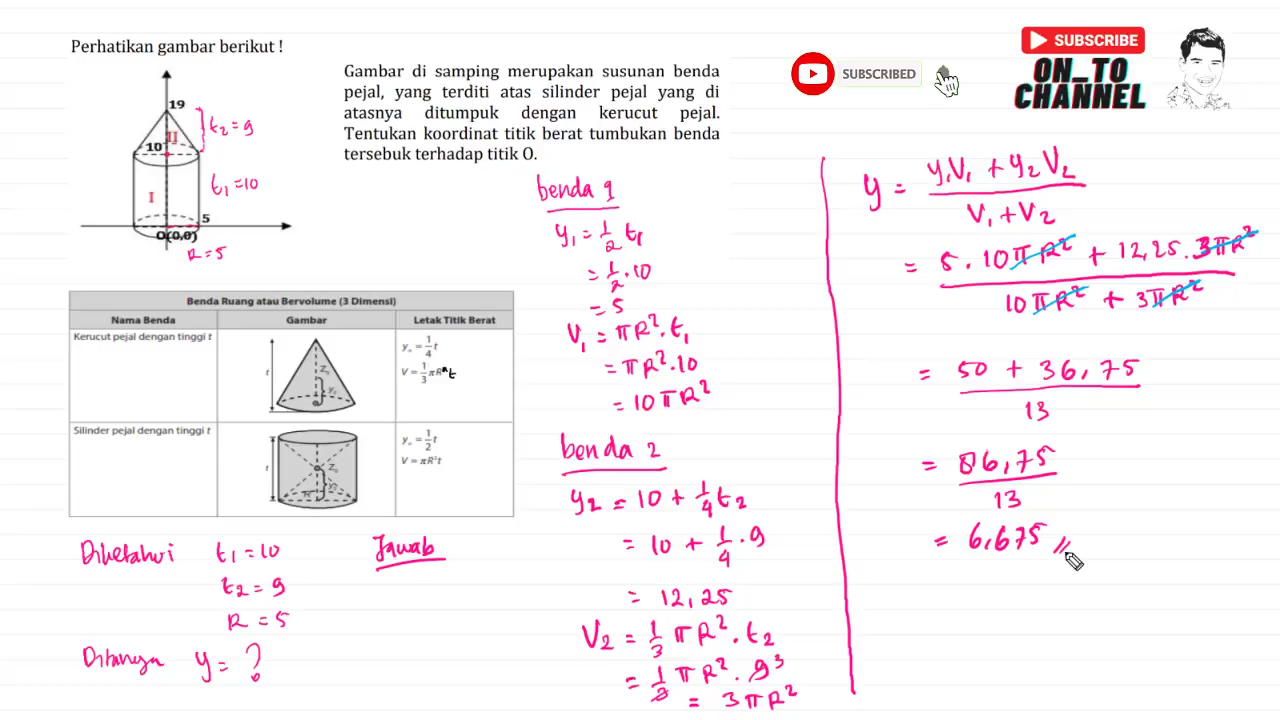 Perhatikan gambar berikut !
19
t2 = 9
II
10
t1 = 10
I
5
O(0,0)
R = 5
Gambar di samping merupakan susunan benda
pejal, yang terditi atas silinder pejal yang di
atasnya ditumpuk dengan kerucut pejal.
Tentukan koordinat titik berat tumbukan benda
tersebut terhadap titik O.
SUBSCRIBED
SUBSCRIBE
ON_TO
CHANNEL
Benda Ruang atau Bervolume (3 Dimensi)
Nama Benda Gambar Letak Titik Berat
Kerucut pejal dengan tinggi t
t
Z₀
y₀
y₀ = 1/4 t
V = 1/3 πR²t
Silinder pejal dengan tinggi t
t
Z₀
y₀
R
y₀ = 1/2 t
V = πR²t
Diketahui t1 = 10
t2 = 9
R = 5
Ditanya y = ?
Jawab
benda 1
y1 = 1/2 t1
= 1/2 . 10
= 5
V1 = πR² . t1
= πR² . 10
= 10πR²
benda 2
y2 = 10 + 1/4 t2
= 10 + 1/4 . 9
= 12,25
V2 = 1/3 πR² . t2
= 1/3 πR² . 9 3
= 3πR²
y = y1V1 + y2V2
V1 + V2
= 5 . 10πR² + 12,25 . 3πR²
10πR² + 3πR²
= 50 + 36,75
13
= 86,75
13
= 6,675 //